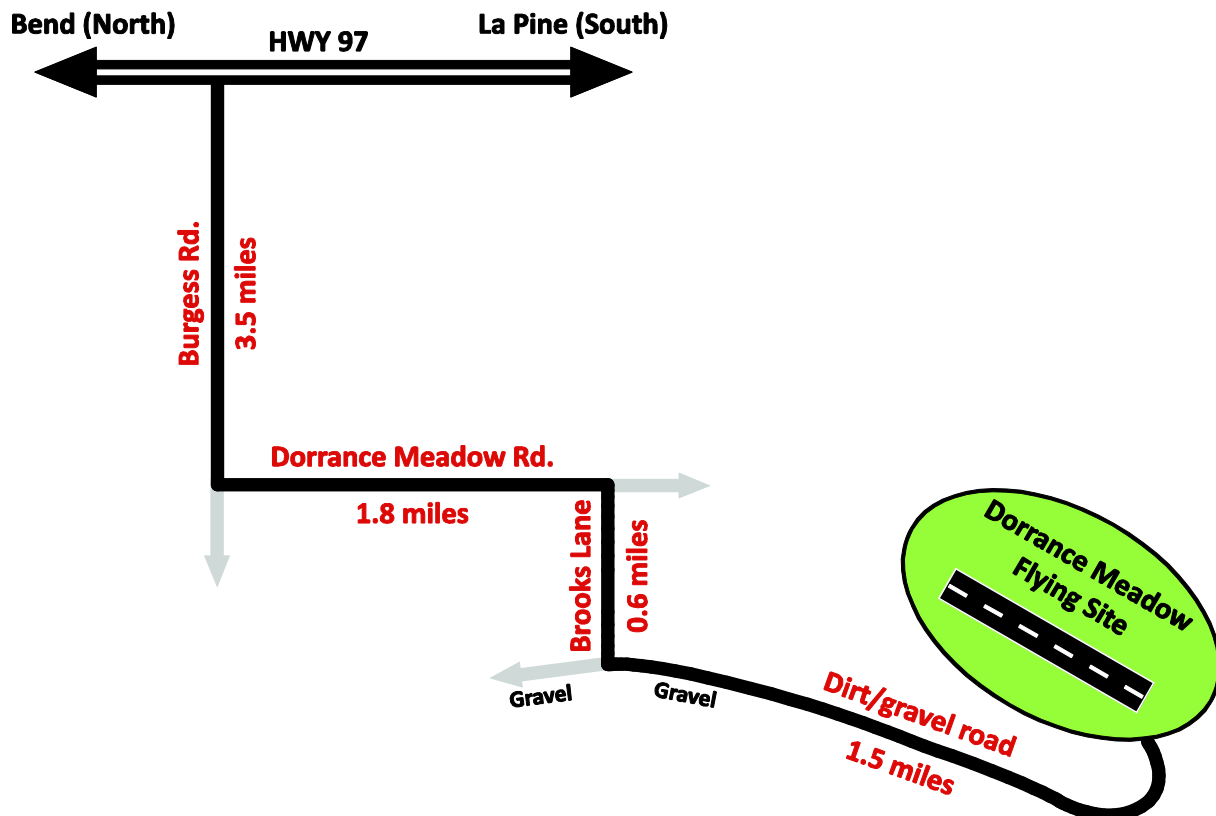 Bend (North)
HWY 97
La Pine (South)
Burgess Rd.
3.5 miles
Dorrance Meadow Rd.
1.8 miles
Brooks Lane
0.6 miles
Gravel
Gravel
Dirt/gravel road
1.5 miles
Dorrance Meadow
Flying Site